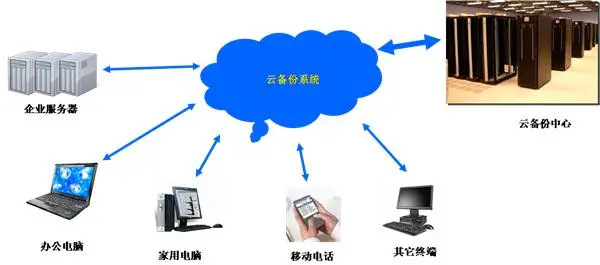 云备份系统
企业服务器
云备份中心
办公电脑
家用电脑
移动电话
其它终端